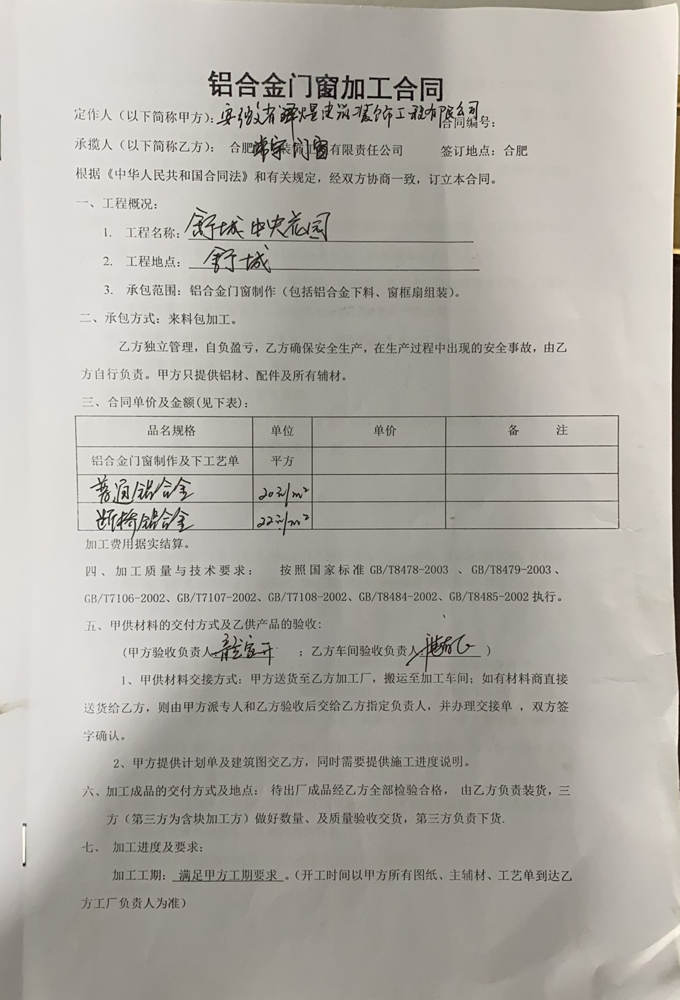 铝合金门窗加工合同
定作人（以下简称甲方）：安徽省煜建筑装饰工程有限公司 合同编号：
承揽人（以下简称乙方）： 合肥门窗装饰工有限责任公司 签订地点：合肥
根据《中华人民共和国合同法》和有关规定，经双方协商一致，订立本合同。
一、工程概况：
1. 工程名称：舒城中央花园
2. 工程地点：舒城
3. 承包范围：铝合金门窗制作（包括铝合金下料、窗框扇组装）。
二、承包方式：来料包加工。
乙方独立管理，自负盈亏，乙方确保安全生产，在生产过程中出现的安全事故，由乙
方自行负责。甲方只提供铝材、配件及所有辅材。
三、合同单价及金额(见下表)：
品名规格 单位 单价 备 注
铝合金门窗制作及下工艺单 平方
普通铝合金 20元/m²
断桥铝合金 22元/m²
加工费用据实结算。
四、加工质量与技术要求： 按照国家标准 GB/T8478-2003 、GB/T8479-2003、
GB/T7106-2002、GB/T7107-2002、GB/T7108-2002、GB/T8484-2002、GB/T8485-2002 执行。
五、甲供材料的交付方式及乙供产品的验收:
(甲方验收负责人:龙家开 ；乙方车间验收负责人: )
1、甲供材料交接方式：甲方送货至乙方加工厂，搬运至加工车间；如有材料商直接
送货给乙方，则由甲方派专人和乙方验收后交给乙方指定负责人，并办理交接单 ，双方签
字确认。
2、甲方提供计划单及建筑图交乙方，同时需要提供施工进度说明。
六、加工成品的交付方式及地点： 待出厂成品经乙方全部检验合格， 由乙方负责装货，三
方（第三方为含块加工方）做好数量、及质量验收交货，第三方负责下货.
七、 加工进度及要求：
加工工期：满足甲方工期要求 。（开工时间以甲方所有图纸、主辅材、工艺单到达乙
方工厂负责人为准）